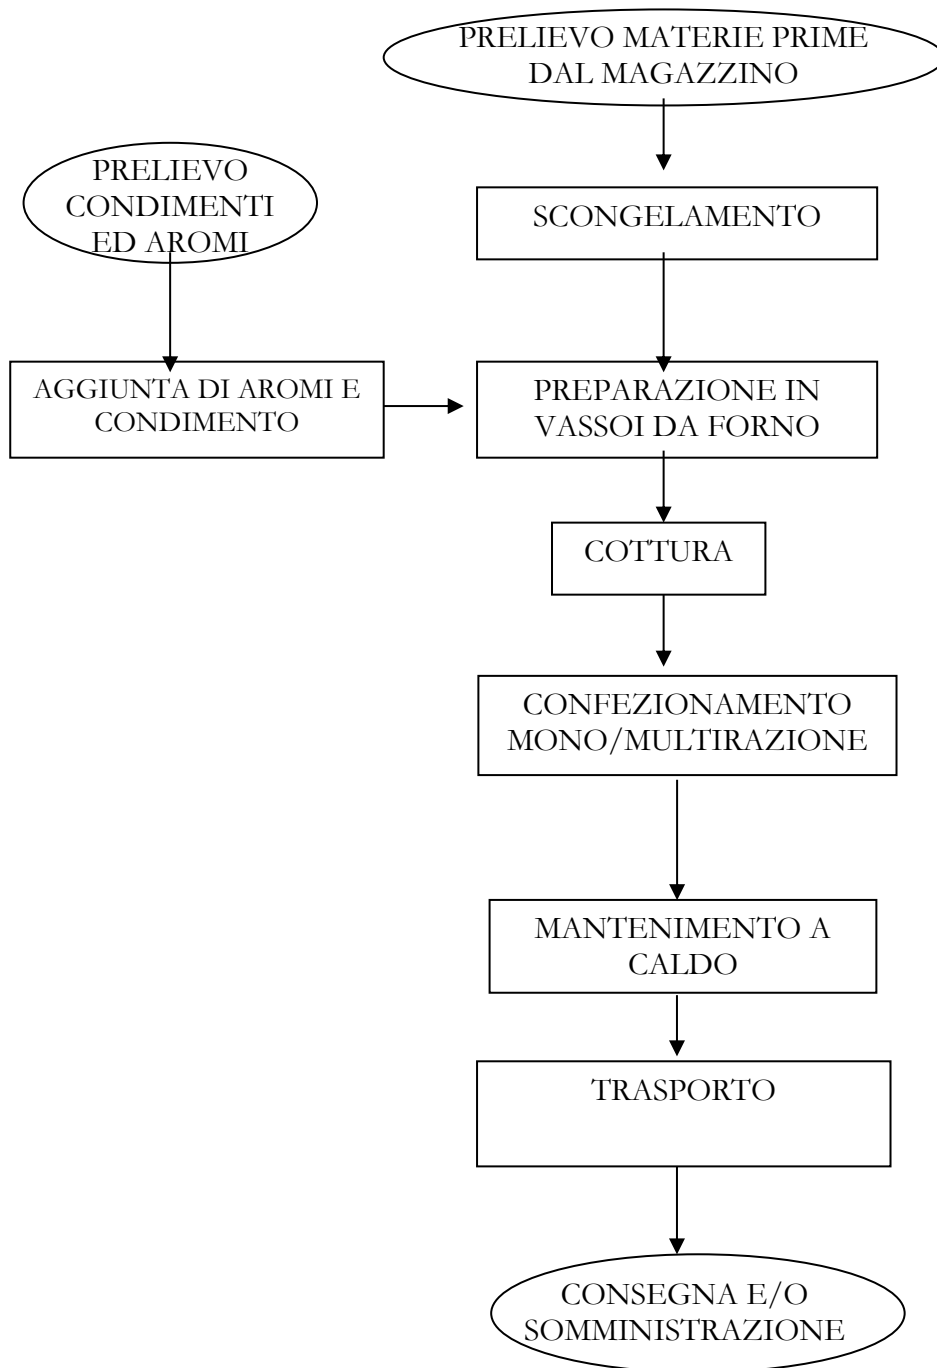 PRELIEVO MATERIE PRIME
DAL MAGAZZINO
PRELIEVO
CONDIMENTI
ED AROMI
SCONGELAMENTO
AGGIUNTA DI AROMI E
CONDIMENTO
PREPARAZIONE IN
VASSOI DA FORNO
COTTURA
CONFEZIONAMENTO
MONO/MULTIRAZIONE
MANTENIMENTO A
CALDO
TRASPORTO
CONSEGNA E/O
SOMMINISTRAZIONE